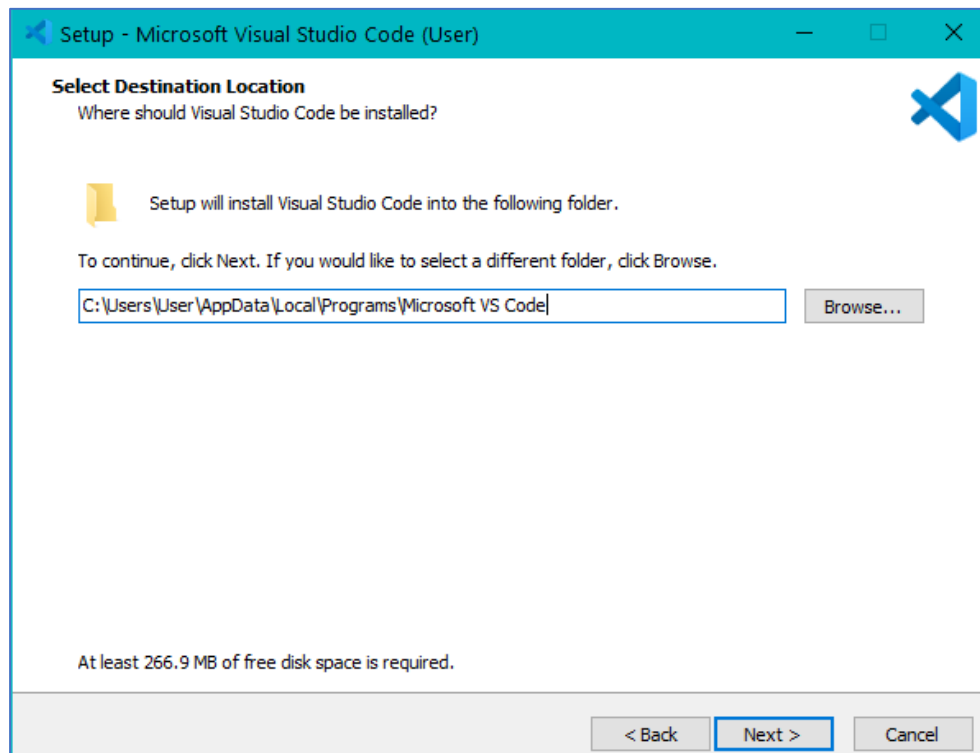 Setup - Microsoft Visual Studio Code (User)
Select Destination Location
Where should Visual Studio Code be installed?
Setup will install Visual Studio Code into the following folder.
To continue, click Next. If you would like to select a different folder, click Browse.
C:\Users\User\AppData\Local\Programs\Microsoft VS Code
Browse...
At least 266.9 MB of free disk space is required.
< Back
Next >
Cancel